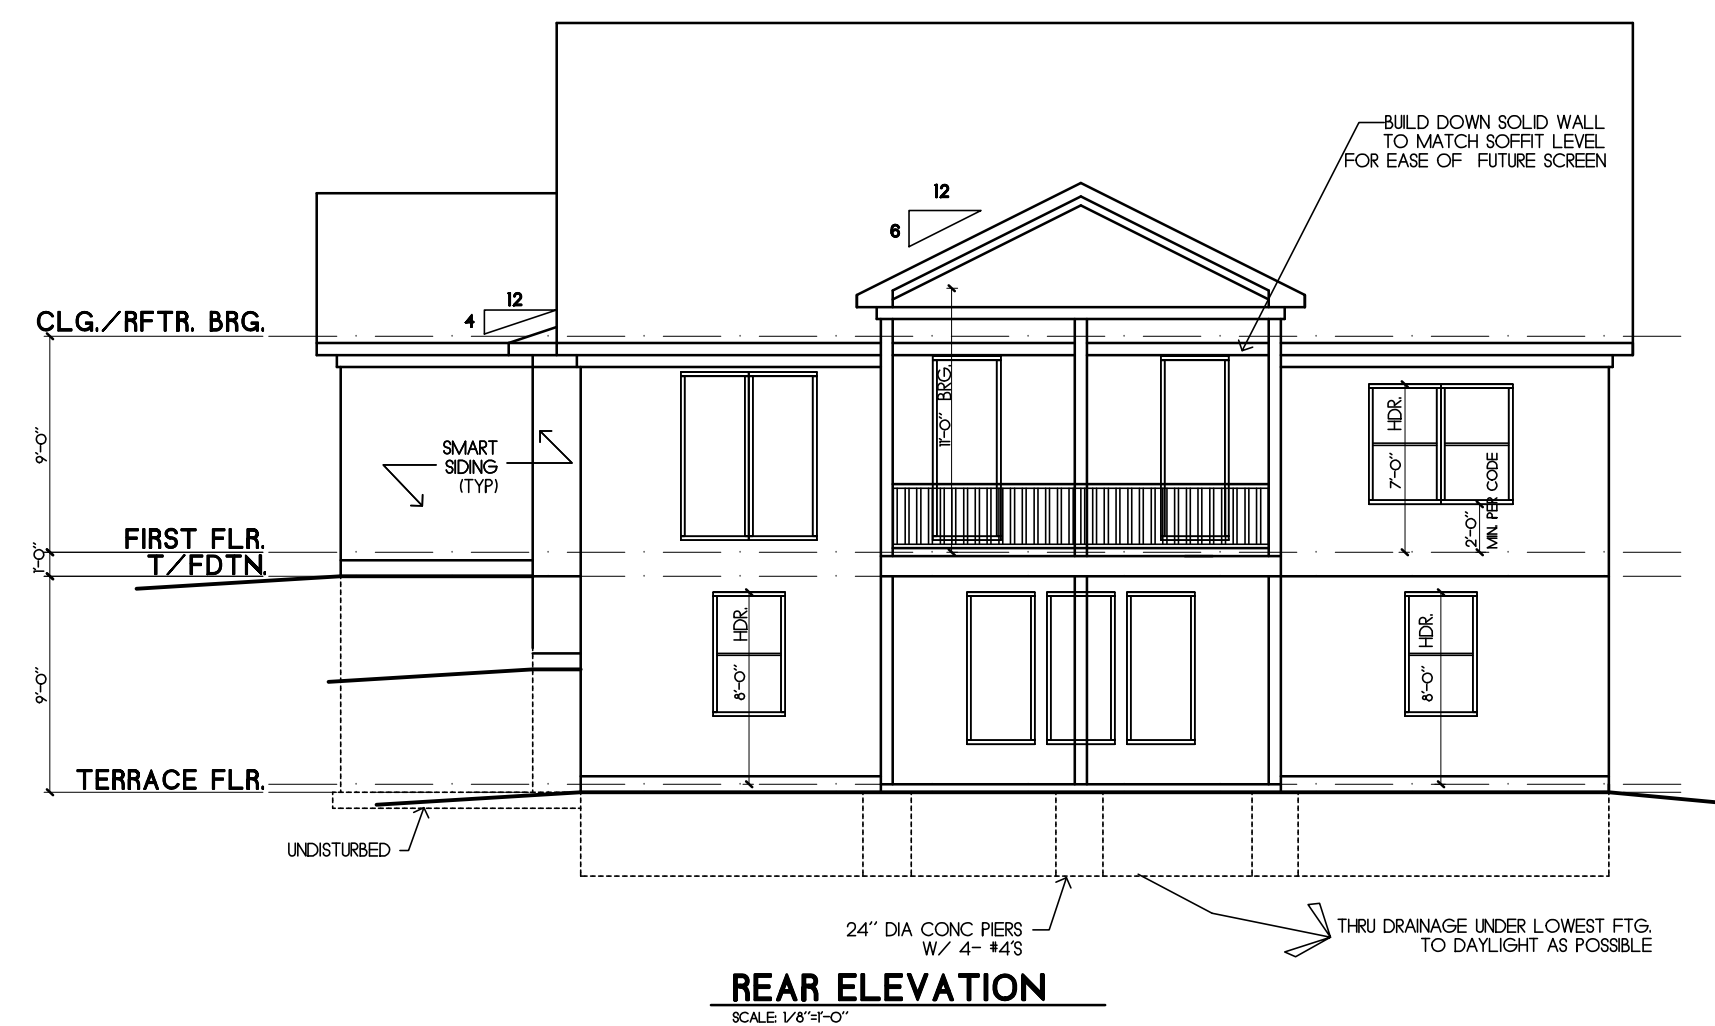 BUILD DOWN SOLID WALL
TO MATCH SOFFIT LEVEL
FOR EASE OF FUTURE SCREEN
12
6
12
4
CLG./RFTR. BRG.
11'-0" BRG.
HDR.
7'-0"
9'-0"
SMART
SIDING
(TYP)
2'-0"
MIN. PER CODE
FIRST FLR.
1'-0"
T/FDTN.
HDR.
8'-0"
HDR.
8'-0"
9'-0"
TERRACE FLR.
UNDISTURBED
24" DIA CONC PIERS
W/ 4- #4'S
THRU DRAINAGE UNDER LOWEST FTG.
TO DAYLIGHT AS POSSIBLE
REAR ELEVATION
SCALE: 1/8"=1'-0"